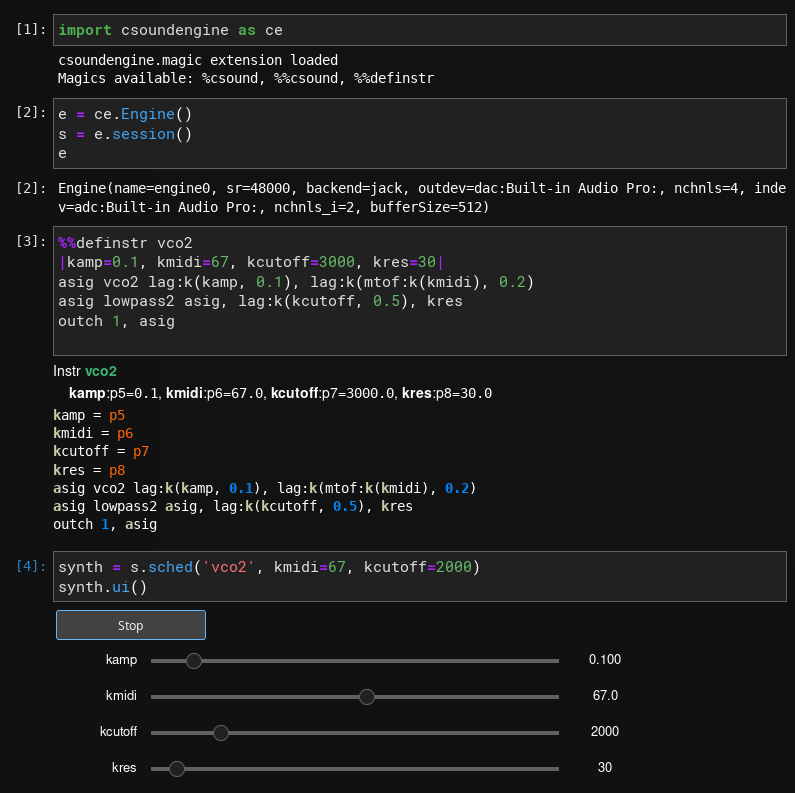 [1]: import csoundengine as ce
csoundengine.magic extension loaded
Magics available: %csound, %%csound, %%definstr
[2]: e = ce.Engine()
s = e.session()
e
[2]: Engine(name=engine0, sr=48000, backend=jack, outdev=dac:Built-in Audio Pro:, nchnls=4, inde
v=adc:Built-in Audio Pro:, nchnls_i=2, bufferSize=512)
[3]: %%definstr vco2
|kamp=0.1, kmidi=67, kcutoff=3000, kres=30|
asig vco2 lag:k(kamp, 0.1), lag:k(mtof:k(kmidi), 0.2)
asig lowpass2 asig, lag:k(kcutoff, 0.5), kres
outch 1, asig
Instr vco2
kamp:p5=0.1, kmidi:p6=67.0, kcutoff:p7=3000.0, kres:p8=30.0
kamp = p5
kmidi = p6
kcutoff = p7
kres = p8
asig vco2 lag:k(kamp, 0.1), lag:k(mtof:k(kmidi), 0.2)
asig lowpass2 asig, lag:k(kcutoff, 0.5), kres
outch 1, asig
[4]: synth = s.sched('vco2', kmidi=67, kcutoff=2000)
synth.ui()
Stop
kamp 0.100
kmidi 67.0
kcutoff 2000
kres 30